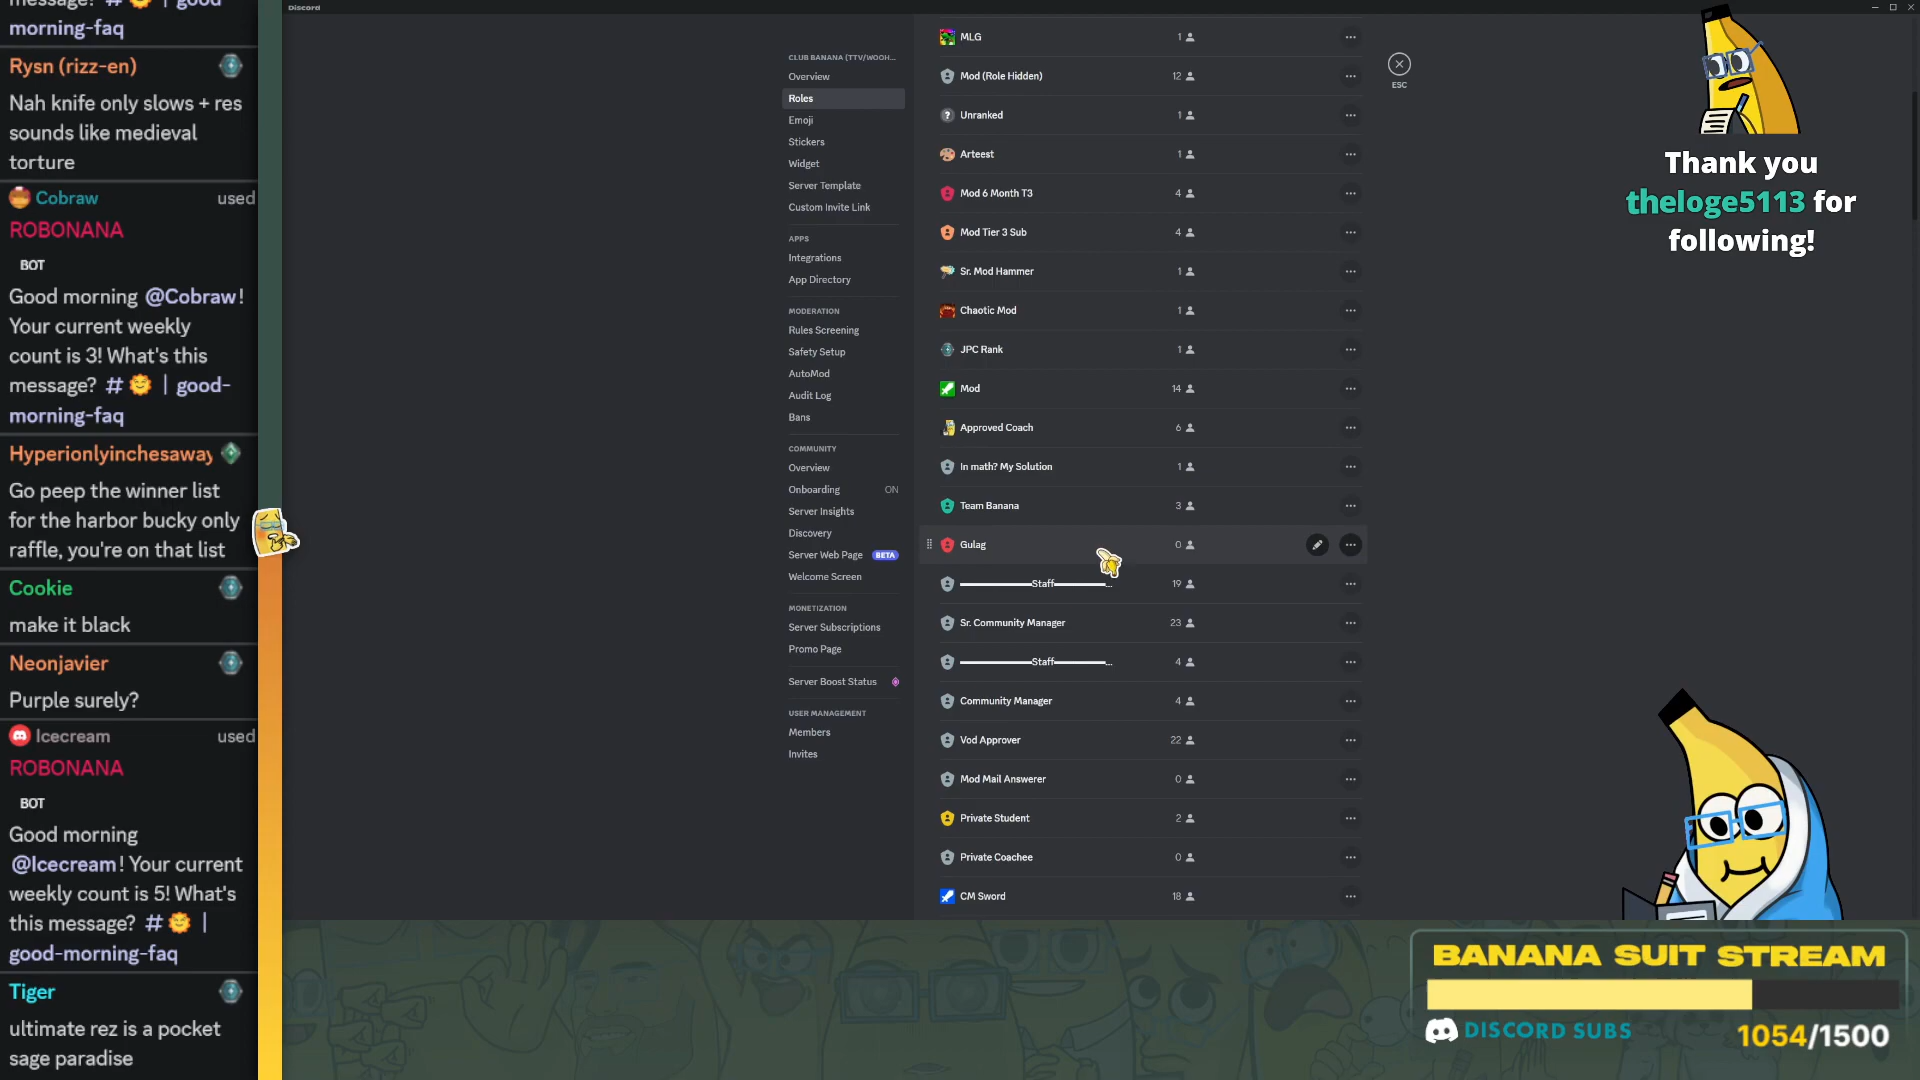 message? # |
morning-faq
Rysn (rizz-en)
Nah knife only slows + res
sounds like medieval
torture
Cobraw used
ROBONANA
BOT
Good morning @Cobraw!
Your current weekly
count is 3! What's this
message? # | good-
morning-faq
Hyperionlyinchesaway
Go peep the winner list
for the harbor bucky only
raffle, you're on that list
Cookie
make it black
Neonjavier
Purple surely?
Icecream used
ROBONANA
BOT
Good morning
@Icecream! Your current
weekly count is 5! What's
this message? # |
good-morning-faq
Tiger
ultimate rez is a pocket
sage paradise
Discord
CLUB BANANA (TTV/WOOH...
Overview
Roles
Emoji
Stickers
Widget
Server Template
Custom Invite Link
APPS
Integrations
App Directory
MODERATION
Rules Screening
Safety Setup
AutoMod
Audit Log
Bans
COMMUNITY
Overview
Onboarding ON
Server Insights
Discovery
Server Web Page BETA
Welcome Screen
MONETIZATION
Server Subscriptions
Promo Page
Server Boost Status
USER MANAGEMENT
Members
Invites
MLG 1
Mod (Role Hidden) 12
? Unranked 1
Arteest 1
Mod 6 Month T3 4
Mod Tier 3 Sub 4
Sr. Mod Hammer 1
Chaotic Mod 1
JPC Rank 1
Mod 14
Approved Coach 6
In math? My Solution 1
Team Banana 3
Gulag 0
▬▬▬▬▬Staff▬▬▬▬... 19
Sr. Community Manager 23
▬▬▬▬▬Staff▬▬▬▬... 4
Community Manager 4
Vod Approver 22
Mod Mail Answerer 0
Private Student 2
Private Coachee 0
CM Sword 18
ESC
Thank you
theloge5113 for
following!
BANANA SUIT STREAM
DISCORD SUBS 1054/1500